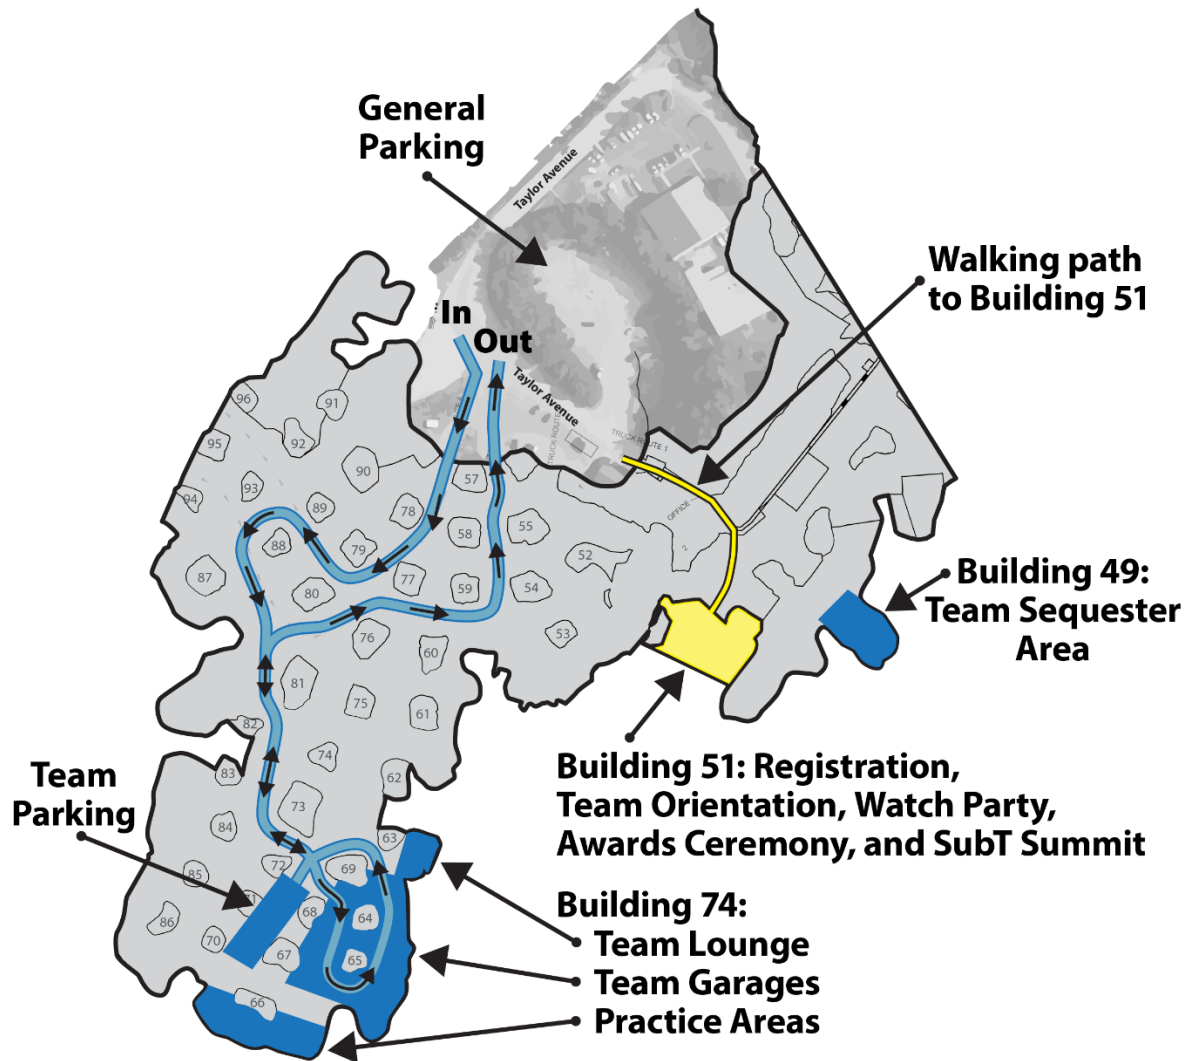 General
Parking
Taylor Avenue
Walking path
to Building 51
In
Out
Taylor Avenue
TRUCK ROUTE 1
TRUCK ROUTE
OFFICE
2
96
91
92
95
90
93
94
89
78
57
88
79
58
55
52
87
80
77
59
54
76
53
60
81
75
61
82
74
83
62
73
84
63
72
69
85
71
68
64
86
70
67
65
66
Building 49:
Team Sequester
Area
Team
Parking
Building 51: Registration,
Team Orientation, Watch Party,
Awards Ceremony, and SubT Summit
Building 74:
Team Lounge
Team Garages
Practice Areas